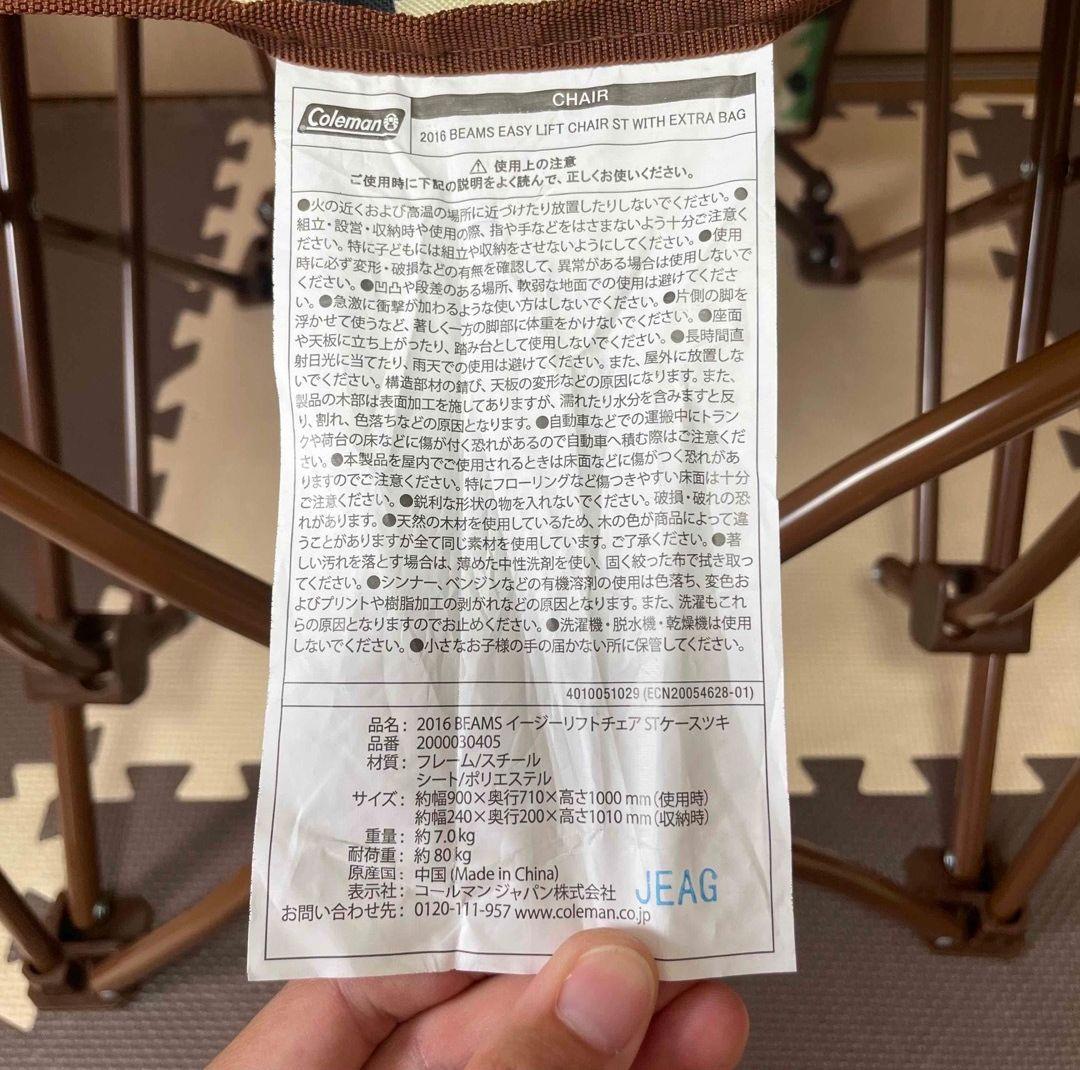 Coleman
CHAIR
2016 BEAMS EASY LIFT CHAIR ST WITH EXTRA BAG
⚠ 使用上の注意
ご使用時に下記の説明をよく読んで、正しくお使いください。
●火の近くおよび高温の場所に近づけたり放置したりしないでください。●
組立・設営・収納時や使用の際、指や手などをはさまないよう十分ご注意く
ださい。特に子どもには組立や収納をさせないようにしてください。●使用
時に必ず変形・破損などの有無を確認して、異常がある場合は使用しないで
ください。●凹凸や段差のある場所、軟弱な地面での使用は避けてくださ
い。●急激に衝撃が加わるような使い方はしないでください。●片側の脚を
浮かせて使うなど、著しく一方の脚部に体重をかけないでください。●座面
や天板に立ち上がったり、踏み台として使用しないでください。●長時間直
射日光に当てたり、雨天での使用は避けてください。また、屋外に放置しな
いでください。構造部材の錆び、天板の変形などの原因になります。また、
製品の木部は表面加工を施してありますが、濡れたり水分を含みますと反
り、割れ、色落ちなどの原因となります。●自動車などでの運搬中にトラン
クや荷台の床などに傷が付く恐れがあるので自動車へ積む際はご注意くだ
さい。●本製品を屋内でご使用されるときは床面などに傷がつく恐れがあ
りますのでご注意ください。特にフローリングなど傷つきやすい床面は十分
ご注意ください。●鋭利な形状の物を入れないでください。破損・破れの恐
れがあります。●天然の木材を使用しているため、木の色が商品によって違
うことがありますが全て同じ素材を使用しています。ご了承ください。●著
しい汚れを落とす場合は、薄めた中性洗剤を使い、固く絞った布で拭き取っ
てください。●シンナー、ベンジンなどの有機溶剤の使用は色落ち、変色お
よびプリントや樹脂加工の剥がれなどの原因となります。また、洗濯もこれ
らの原因となりますのでお止めください。●洗濯機・脱水機・乾燥機は使用
しないでください。●小さなお子様の手の届かない所に保管してください。
4010051029 (ECN20054628-01)
品名: 2016 BEAMS イージーリフトチェア STケースツキ
品番 2000030405
材質: フレーム/スチール
シート/ポリエステル
サイズ: 約幅900×奥行710×高さ1000 mm (使用時)
約幅240×奥行200×高さ1010 mm (収納時)
重量: 約 7.0 kg
耐荷重: 約 80 kg
原産国: 中国 (Made in China)
表示社: コールマン ジャパン株式会社
JEAG
お問い合わせ先: 0120-111-957 www.coleman.co.jp